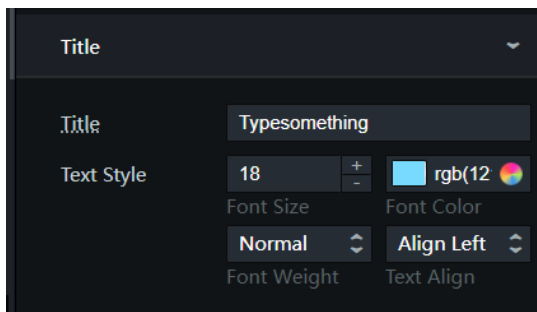 Title
Title Typesomething
Text Style 18 + - rgb(12
Font Size Font Color
Normal Align Left
Font Weight Text Align